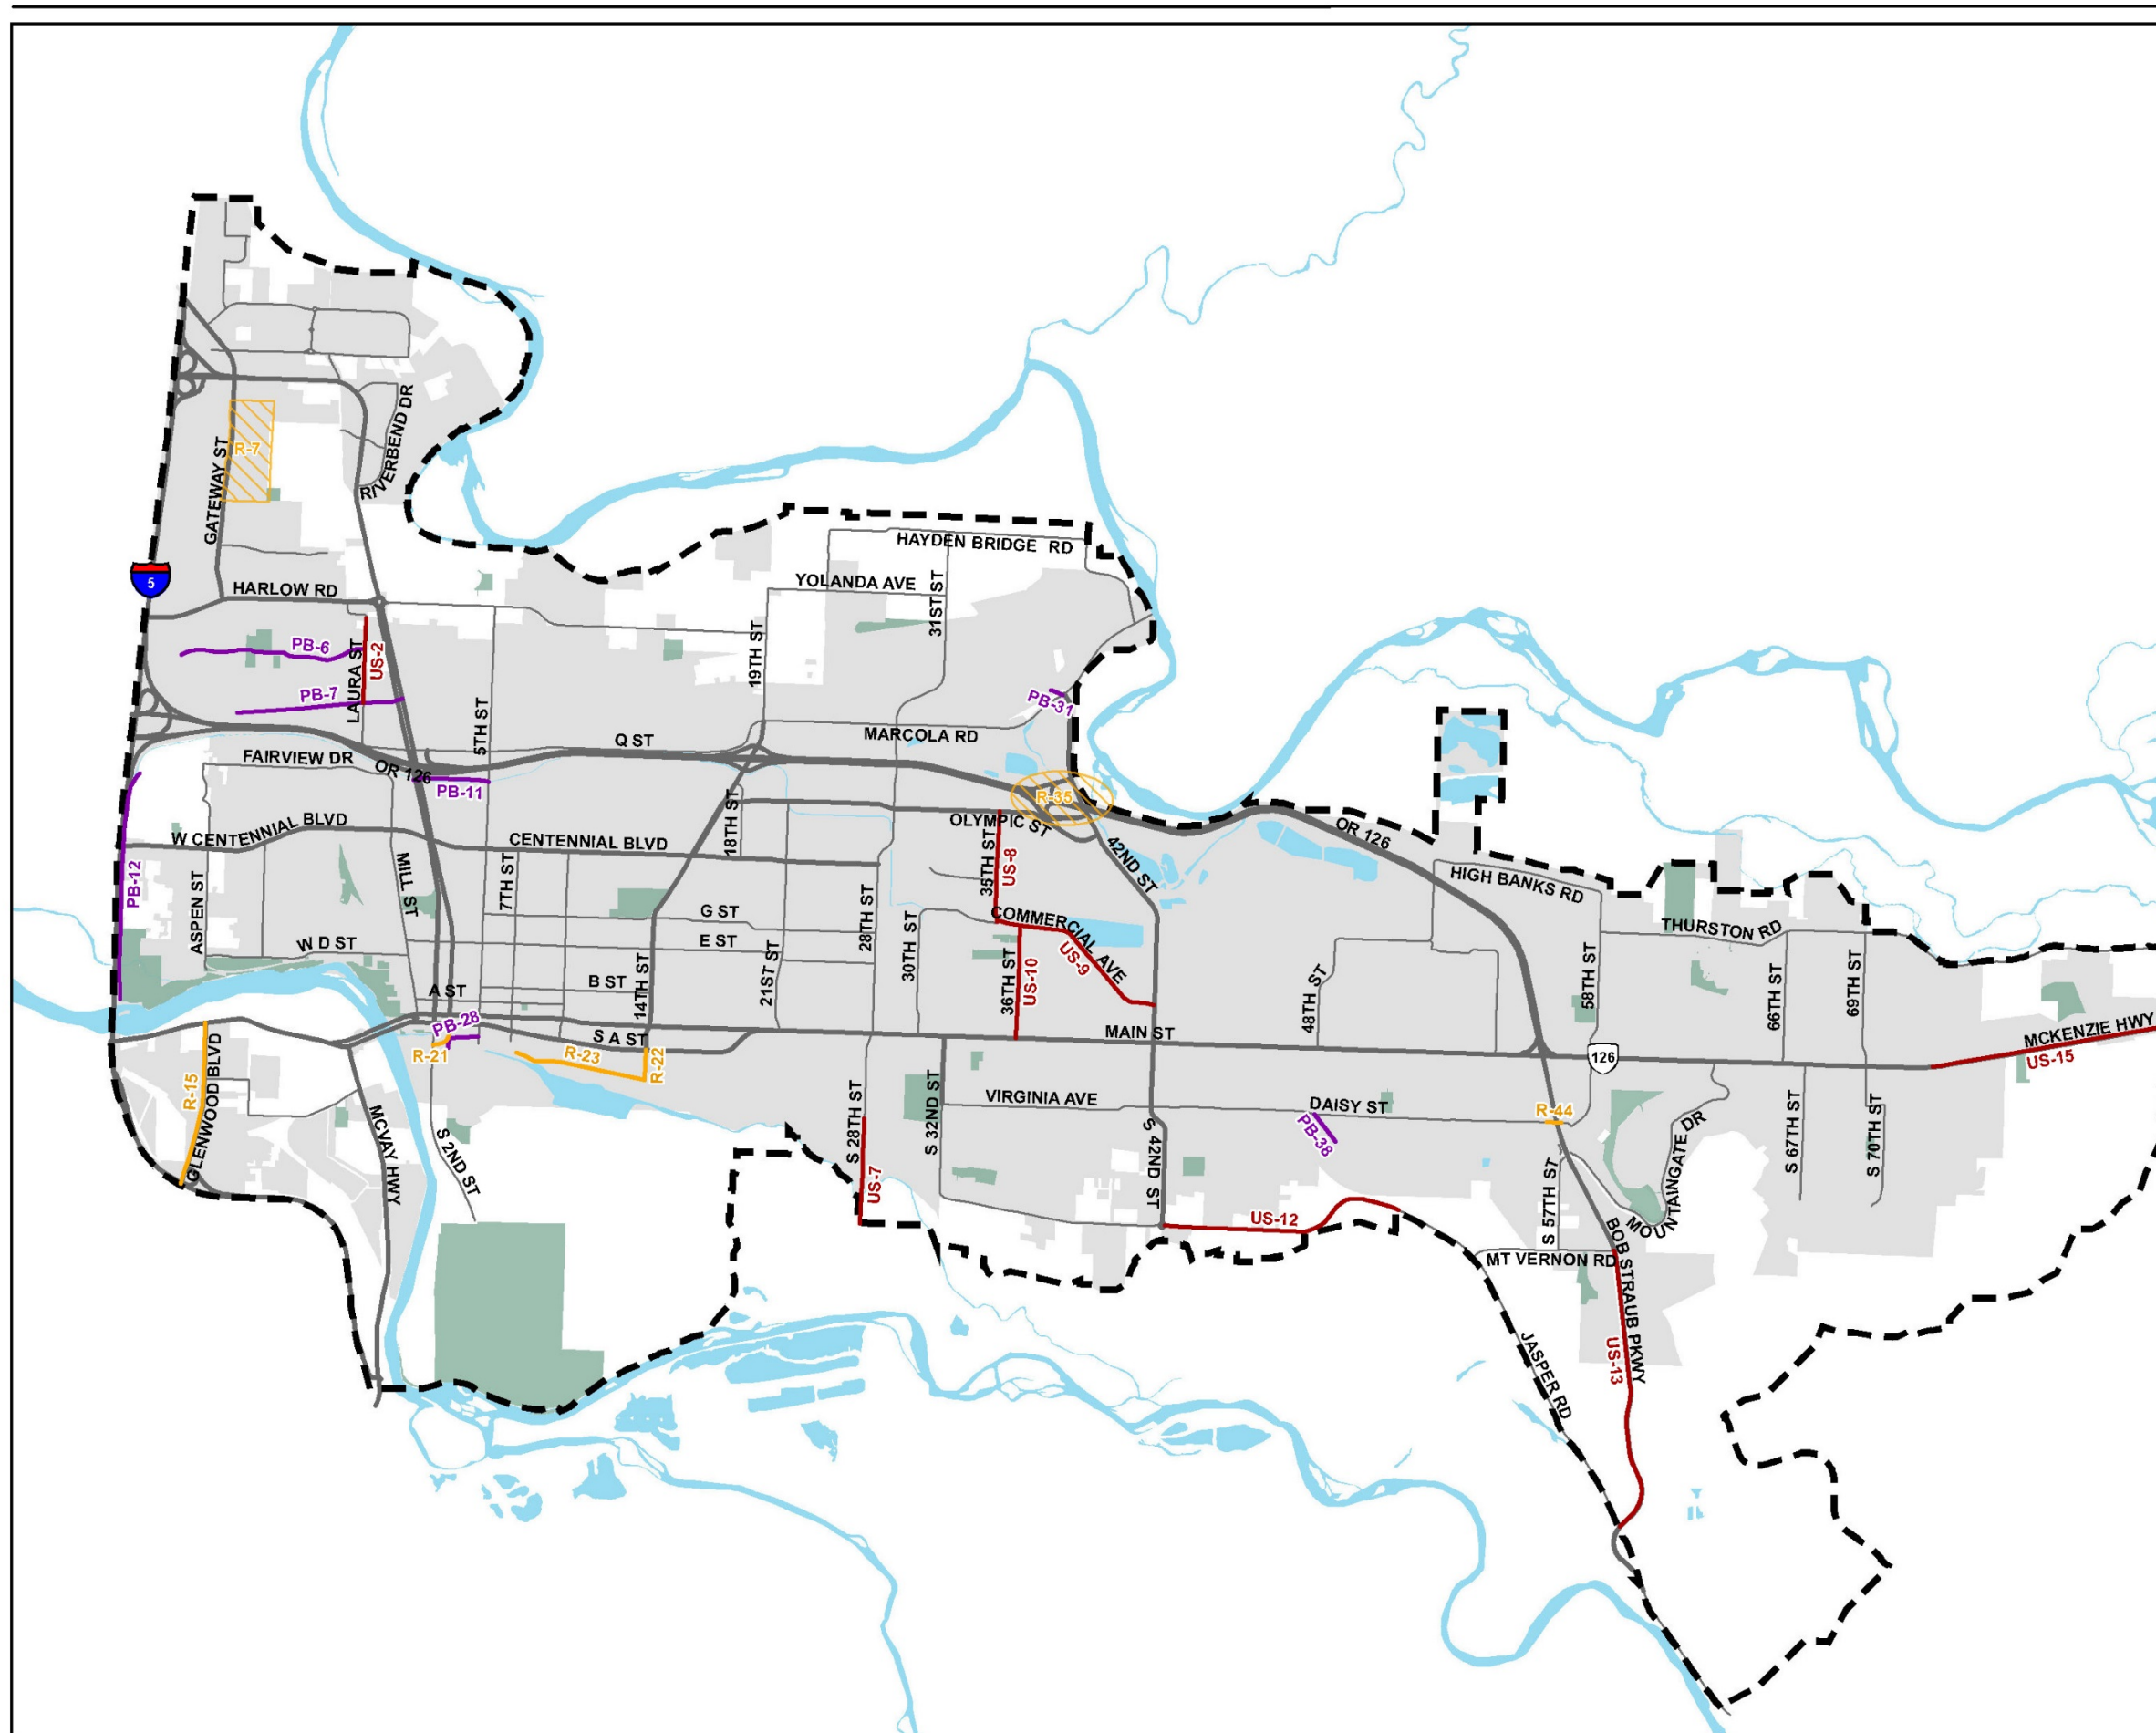 RIVERBEND DR
GATEWAY ST
R-7
HAYDEN BRIDGE RD
5
YOLANDA AVE
31ST ST
HARLOW RD
19TH ST
PB-6
LAURA ST
US-2
PB-7
PB-31
5TH ST
MARCOLA RD
Q ST
FAIRVIEW DR
OR 126
PB-11
R-35
18TH ST
OLYMPIC ST
OR 126
W CENTENNIAL BLVD
CENTENNIAL BLVD
35TH ST
US-8
42ND ST
PB-12
MILL ST
7TH ST
HIGH BANKS RD
ASPEN ST
G ST
28TH ST
COMMERCIAL AVE
THURSTON RD
W D ST
E ST
30TH ST
US-9
36TH ST
US-10
21ST ST
14TH ST
48TH ST
58TH ST
66TH ST
69TH ST
A ST
B ST
PB-28
MAIN ST
MCKENZIE HWY
S A ST
R-21
R-23
R-22
126
US-15
R-15
GLENWOOD BLVD
VIRGINIA AVE
DAISY ST
R-44
S 28TH ST
S 32ND ST
PB-38
MCVAY HWY
S 2ND ST
S 42ND ST
MOUNTAINGATE DR
S 67TH ST
S 70TH ST
US-7
S 57TH ST
US-12
MT VERNON RD
BOB STRAUB PKWY
US-13
JASPER RD